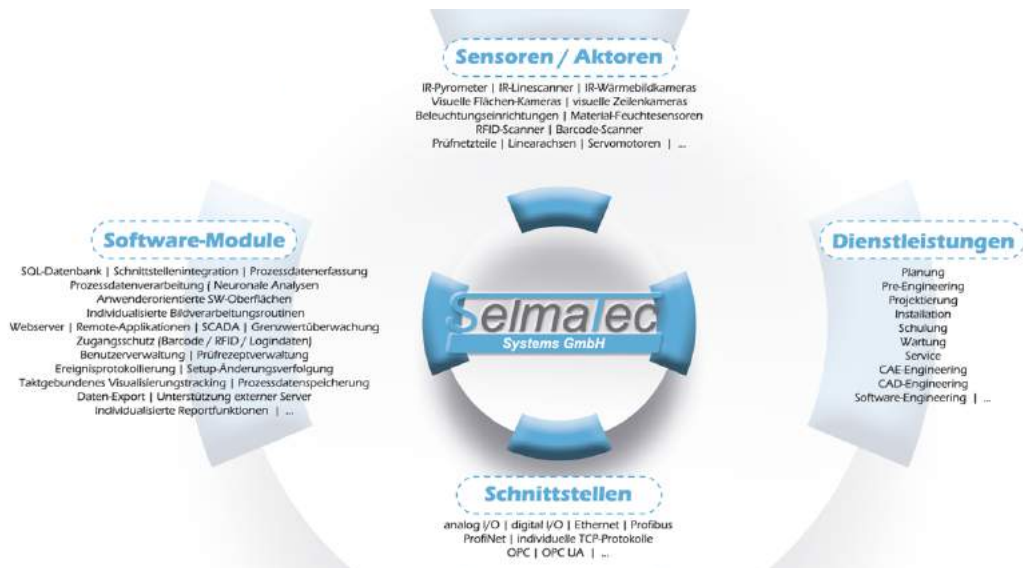 Sensoren / Aktoren
IR-Pyrometer | IR-Linescanner | IR-Wärmebildkameras
Visuelle Flächen-Kameras | visuelle Zeilenkameras
Beleuchtungseinrichtungen | Material-Feuchtesensoren
RFID-Scanner | Barcode-Scanner
Prüfnetzteile | Linearachsen | Servomotoren | ...
Software-Module
SQL-Datenbank | Schnittstellenintegration | Prozessdatenerfassung
Prozessdatenverarbeitung ( Neuronale Analysen
Anwenderorientierte SW-Oberflächen
Individualisierte Bildverarbeitungsroutinen
Webserver | Remote-Applikationen | SCADA | Grenzwertüberwachung
Zugangsschutz (Barcode / RFID / Logindaten)
Benutzerverwaltung | Prüfrezeptverwaltung
Ereignisprotokollierung | Setup-Änderungsverfolgung
Taktgebundenes Visualisierungstracking | Prozessdatenspeicherung
Daten-Export | Unterstützung externer Server
Individualisierte Reportfunktionen | ...
SelmaTec
Systems GmbH
Dienstleistungen
Planung
Pre-Engineering
Projektierung
Installation
Schulung
Wartung
Service
CAE-Engineering
CAD-Engineering
Software-Engineering | ...
Schnittstellen
analog I/O | digital I/O | Ethernet | Profibus
ProfiNet | individuelle TCP-Protokolle
OPC | OPC UA | ...